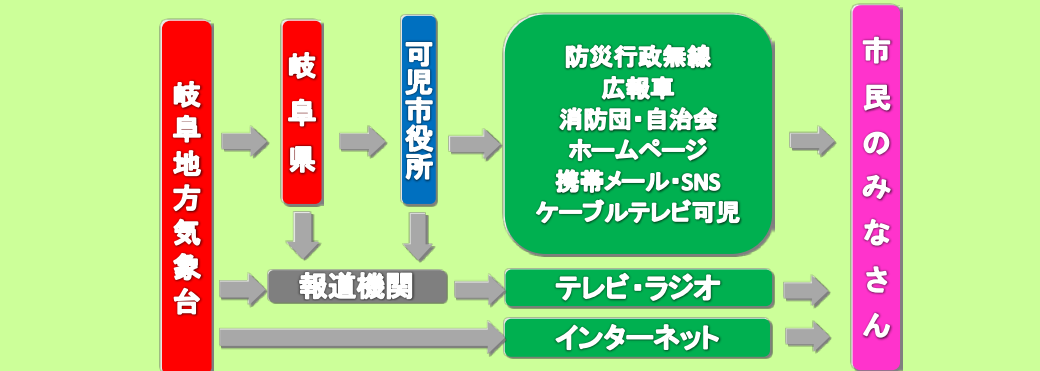 岐阜地方気象台
岐阜県
可児市役所
防災行政無線
広報車
消防団・自治会
ホームページ
携帯メール・SNS
ケーブルテレビ可児
市民のみなさん
報道機関
テレビ・ラジオ
インターネット